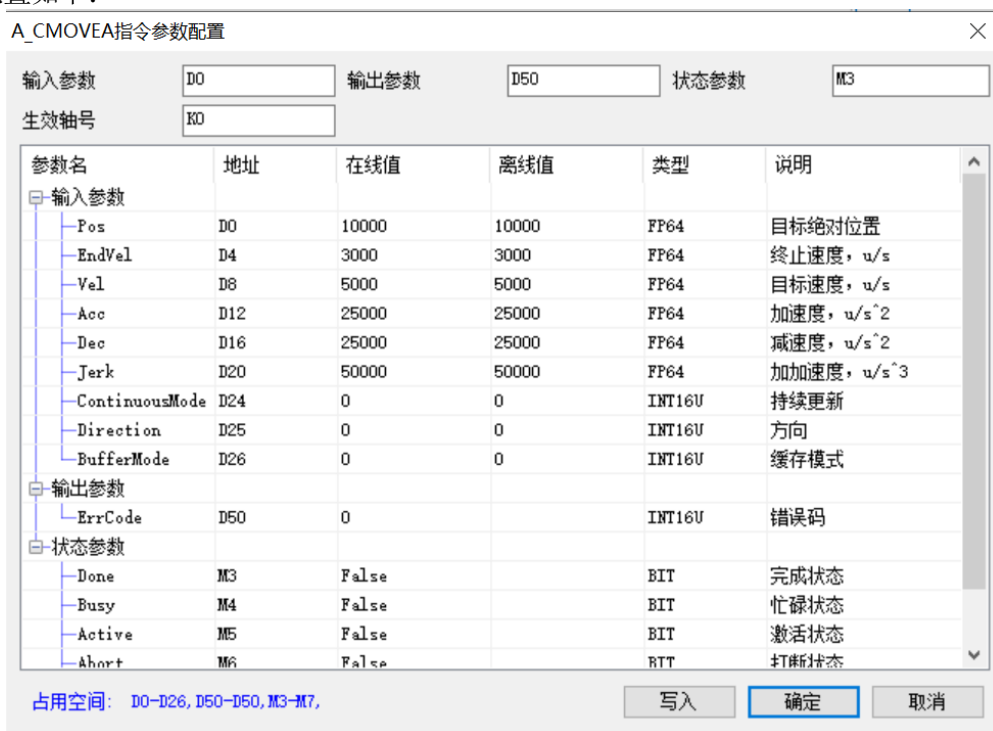 A_CMOVEA指令参数配置
输入参数 D0 输出参数 D50 状态参数 M3
生效轴号 K0
参数名 地址 在线值 离线值 类型 说明
输入参数
Pos D0 10000 10000 FP64 目标绝对位置
EndVel D4 3000 3000 FP64 终止速度，u/s
Vel D8 5000 5000 FP64 目标速度，u/s
Acc D12 25000 25000 FP64 加速度，u/s^2
Dec D16 25000 25000 FP64 减速度，u/s^2
Jerk D20 50000 50000 FP64 加加速度，u/s^3
ContinuousMode D24 0 0 INT16U 持续更新
Direction D25 0 0 INT16U 方向
BufferMode D26 0 0 INT16U 缓存模式
输出参数
ErrCode D50 0 INT16U 错误码
状态参数
Done M3 False BIT 完成状态
Busy M4 False BIT 忙碌状态
Active M5 False BIT 激活状态
Abort M6 False BIT 打断状态
占用空间: D0-D26,D50-D50,M3-M7, 写入 确定 取消